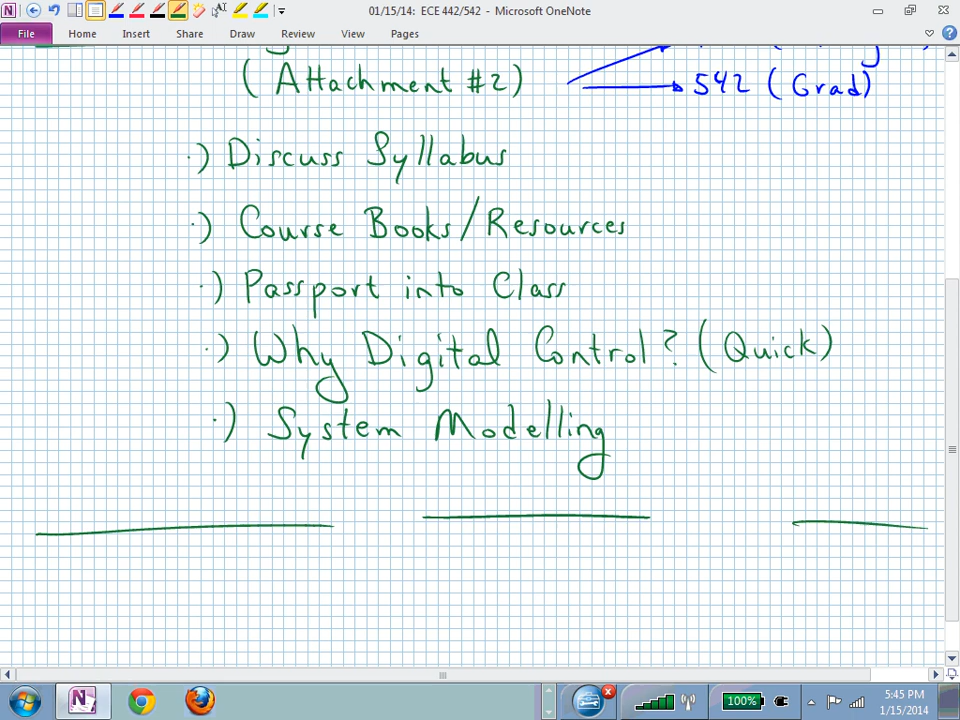 01/15/14: ECE 442/542 - Microsoft OneNote
File Home Insert Share Draw Review View Pages
(Attachment #2)
542 (Grad)
·) Discuss Syllabus
·) Course Books/Resources
·) Passport into Class
·) Why Digital Control? (Quick)
·) System Modelling
100%
5:45 PM
1/15/2014